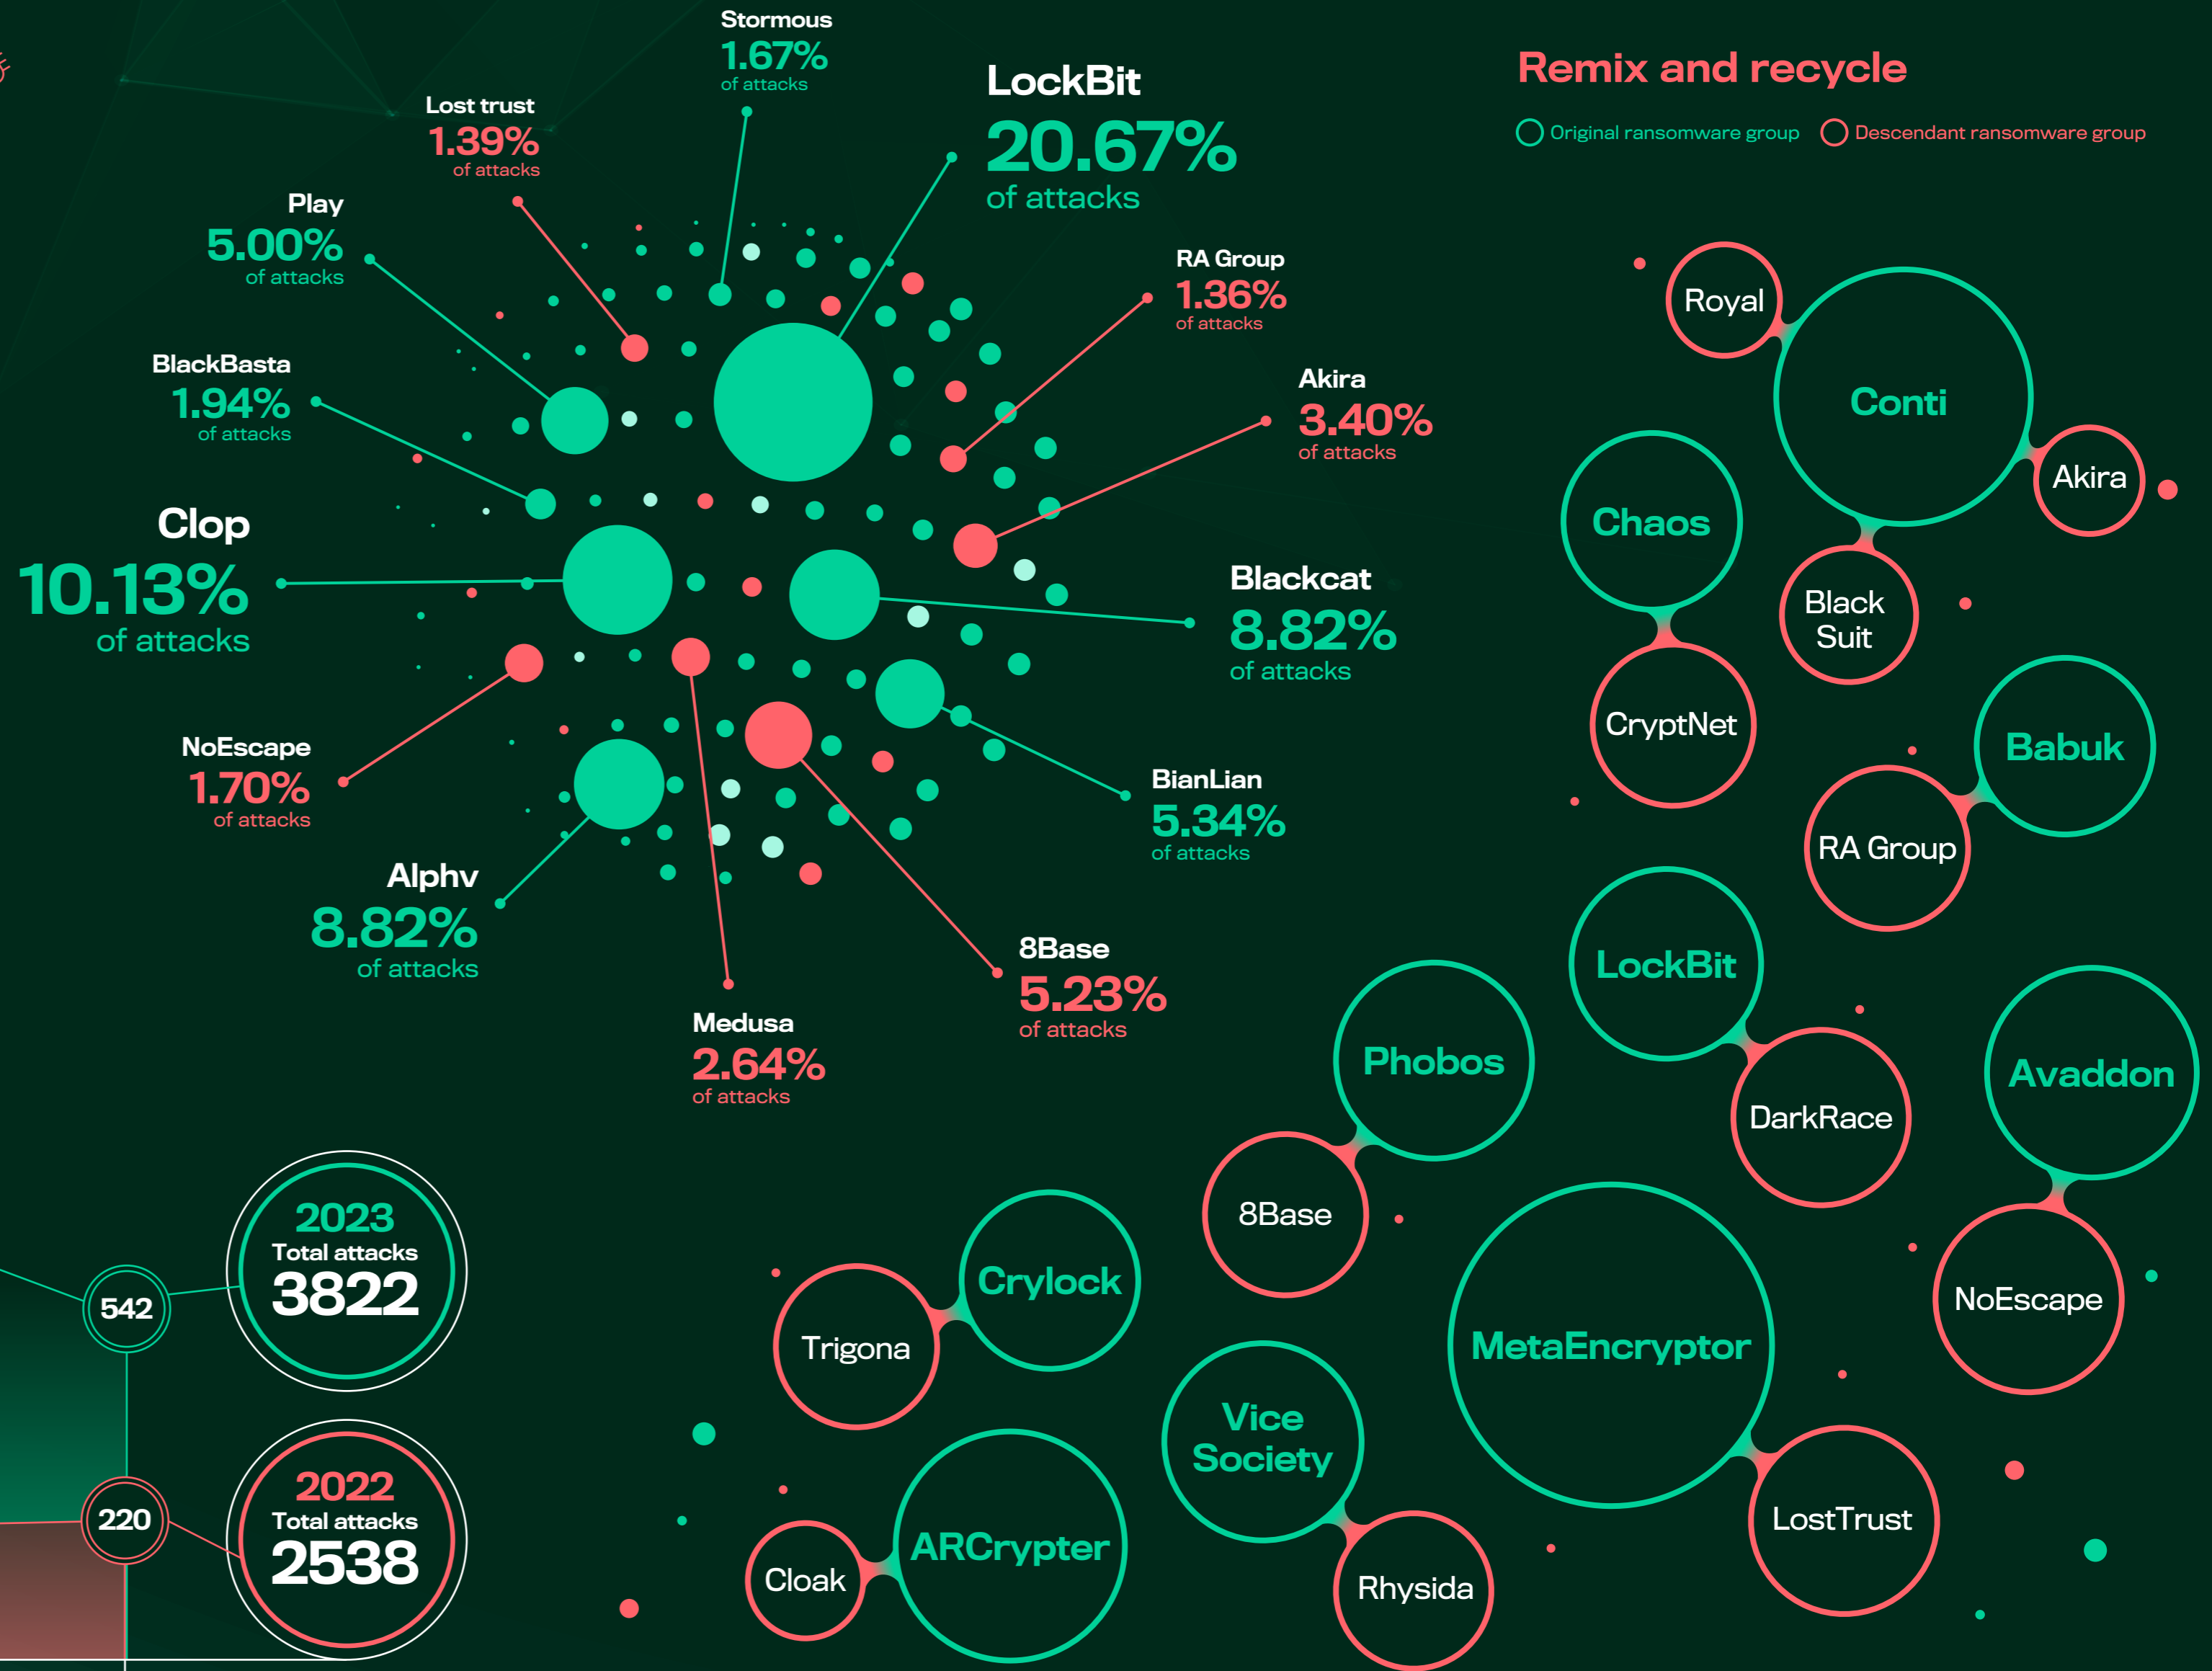 Stormous
1.67%
of attacks
LockBit
20.67%
of attacks
Lost trust
1.39%
of attacks
Play
5.00%
of attacks
RA Group
1.36%
of attacks
BlackBasta
1.94%
of attacks
Akira
3.40%
of attacks
Clop
10.13%
of attacks
Blackcat
8.82%
of attacks
NoEscape
1.70%
of attacks
BianLian
5.34%
of attacks
Alphv
8.82%
of attacks
8Base
5.23%
of attacks
Medusa
2.64%
of attacks
2023
Total attacks
3822
542
2022
Total attacks
2538
220
Remix and recycle
Original ransomware group
Descendant ransomware group
Royal
Conti
Akira
Chaos
Black
Suit
CryptNet
Babuk
RA Group
LockBit
DarkRace
Phobos
8Base
Avaddon
NoEscape
Crylock
Trigona
MetaEncryptor
LostTrust
Vice
Society
Rhysida
ARCrypter
Cloak